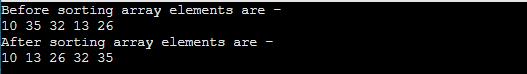 Before sorting array elements are -
10 35 32 13 26
After sorting array elements are -
10 13 26 32 35